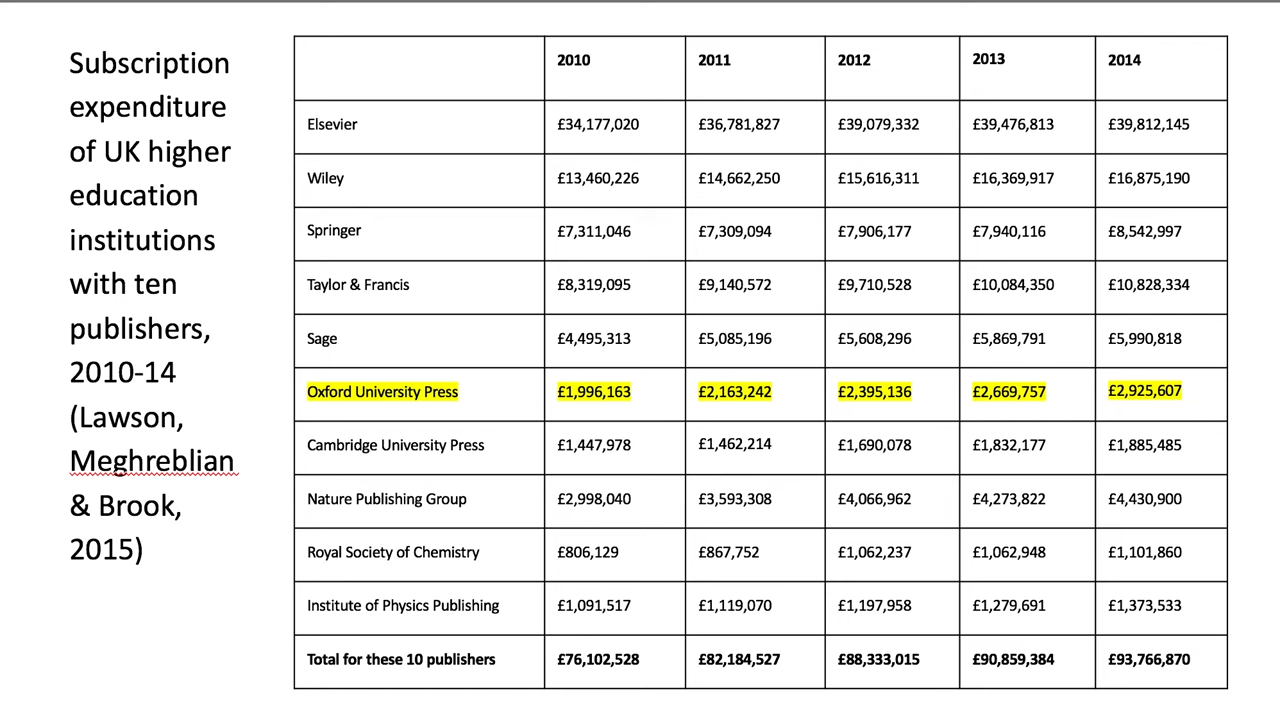 Subscription
expenditure
of UK higher
education
institutions
with ten
publishers,
2010-14
(Lawson,
Meghreblian
& Brook,
2015)
2010 2011 2012 2013 2014
Elsevier £34,177,020 £36,781,827 £39,079,332 £39,476,813 £39,812,145
Wiley £13,460,226 £14,662,250 £15,616,311 £16,369,917 £16,875,190
Springer £7,311,046 £7,309,094 £7,906,177 £7,940,116 £8,542,997
Taylor & Francis £8,319,095 £9,140,572 £9,710,528 £10,084,350 £10,828,334
Sage £4,495,313 £5,085,196 £5,608,296 £5,869,791 £5,990,818
Oxford University Press £1,996,163 £2,163,242 £2,395,136 £2,669,757 £2,925,607
Cambridge University Press £1,447,978 £1,462,214 £1,690,078 £1,832,177 £1,885,485
Nature Publishing Group £2,998,040 £3,593,308 £4,066,962 £4,273,822 £4,430,900
Royal Society of Chemistry £806,129 £867,752 £1,062,237 £1,062,948 £1,101,860
Institute of Physics Publishing £1,091,517 £1,119,070 £1,197,958 £1,279,691 £1,373,533
Total for these 10 publishers £76,102,528 £82,184,527 £88,333,015 £90,859,384 £93,766,870